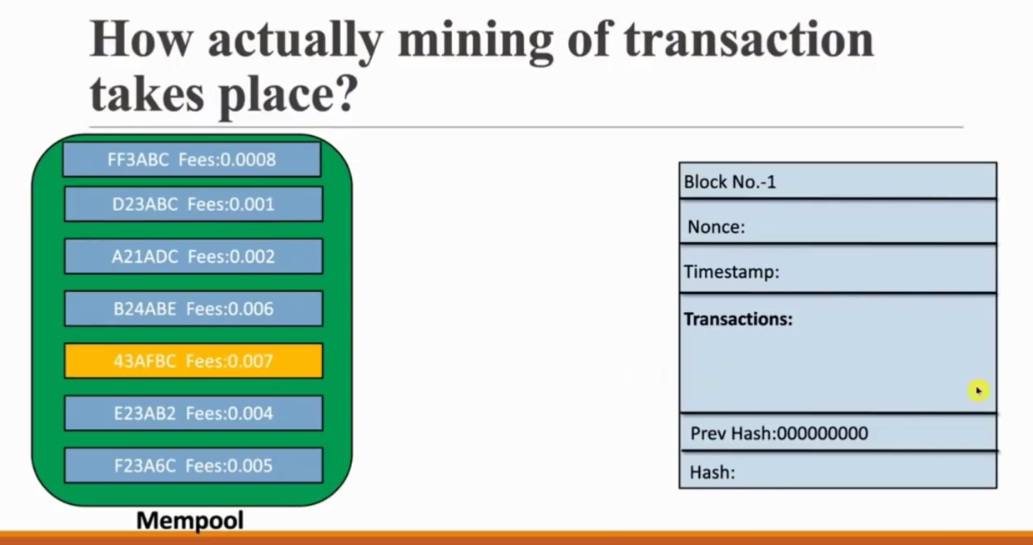 How actually mining of transaction
takes place?
FF3ABC Fees:0.0008
D23ABC Fees:0.001
A21ADC Fees:0.002
B24ABE Fees:0.006
43AFBC Fees:0.007
E23AB2 Fees:0.004
F23A6C Fees:0.005
Mempool
Block No.-1
Nonce:
Timestamp:
Transactions:
Prev Hash:000000000
Hash: